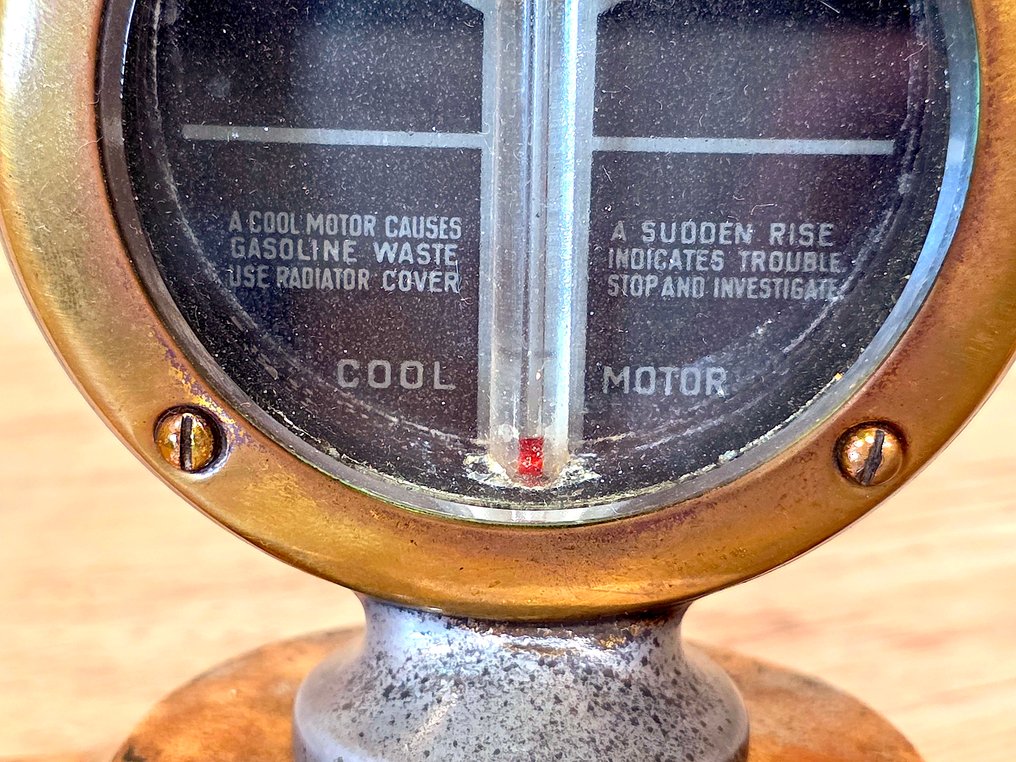 A COOL MOTOR CAUSES
GASOLINE WASTE
USE RADIATOR COVER
A SUDDEN RISE
INDICATES TROUBLE
STOP AND INVESTIGATE
COOL MOTOR